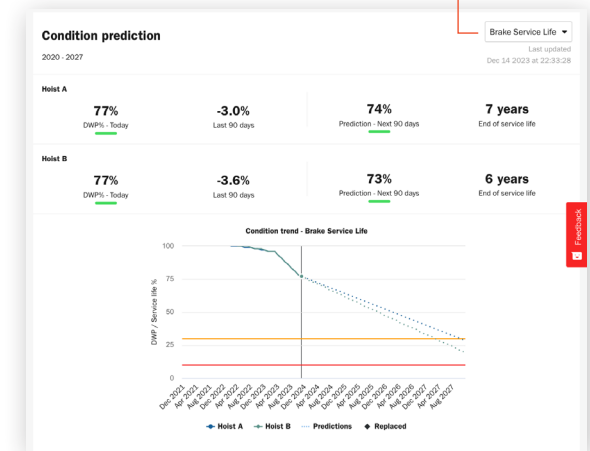 Condition prediction
Brake Service Life
2020 - 2027
Last updated
Dec 14 2023 at 22:33:28
Hoist A
77%
DWP% - Today
-3.0%
Last 90 days
74%
Prediction - Next 90 days
7 years
End of service life
Hoist B
77%
DWP% - Today
-3.6%
Last 90 days
73%
Prediction - Next 90 days
6 years
End of service life
Feedback
Condition trend - Brake Service Life
DWP / Service life %
100
75
50
25
0
Dec 2021
Apr 2021
Aug 2021
Dec 2022
Apr 2022
Aug 2022
Dec 2023
Apr 2023
Aug 2023
Dec 2024
Apr 2024
Aug 2024
Dec 2025
Apr 2025
Aug 2025
Dec 2026
Apr 2026
Aug 2026
Dec 2027
Apr 2027
Aug 2027
Hoist A
Hoist B
Predictions
Replaced